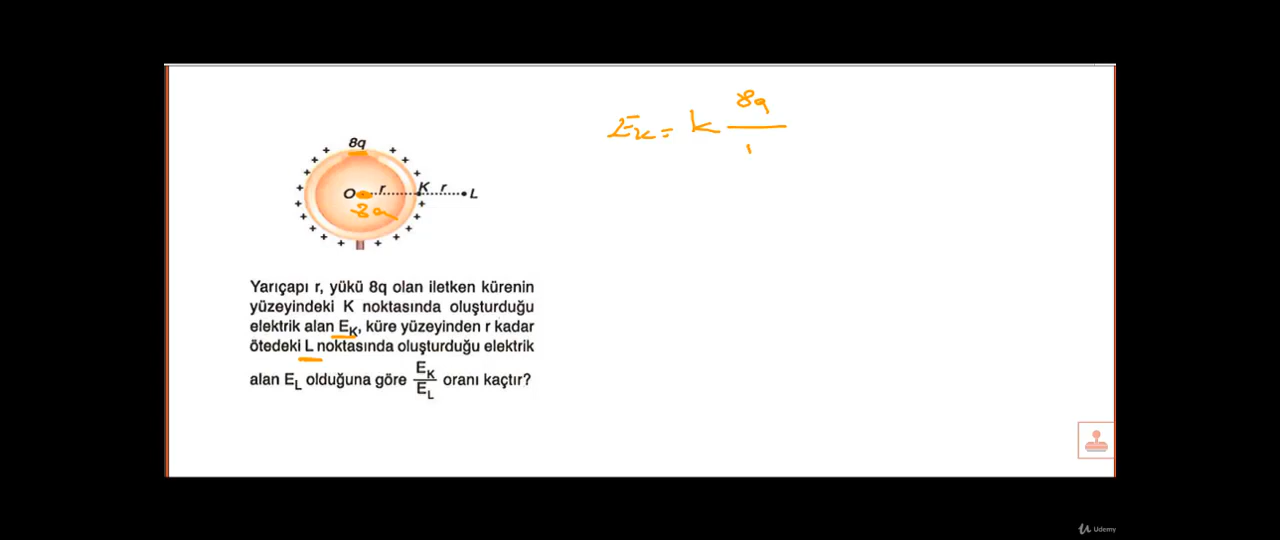 8q
O r K r L
8q
Yarıçapı r, yükü 8q olan iletken kürenin
yüzeyindeki K noktasında oluşturduğu
elektrik alan E_K, küre yüzeyinden r kadar
ötedeki L noktasında oluşturduğu elektrik
alan E_L olduğuna göre E_K/E_L oranı kaçtır?
E_K = k 8q
Udemy